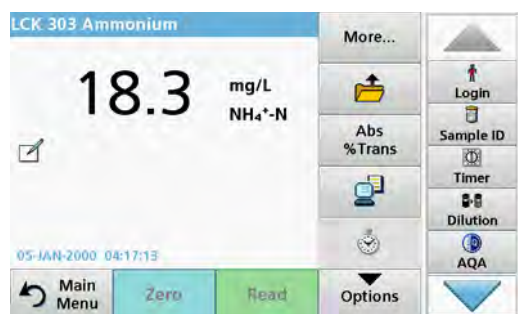 LCK 303 Ammonium
18.3 mg/L
NH₄⁺-N
05-JAN-2000 04:17:13
Main Menu
Zero
Read
Options
More...
Abs
%Trans
Login
Sample ID
Timer
Dilution
AQA